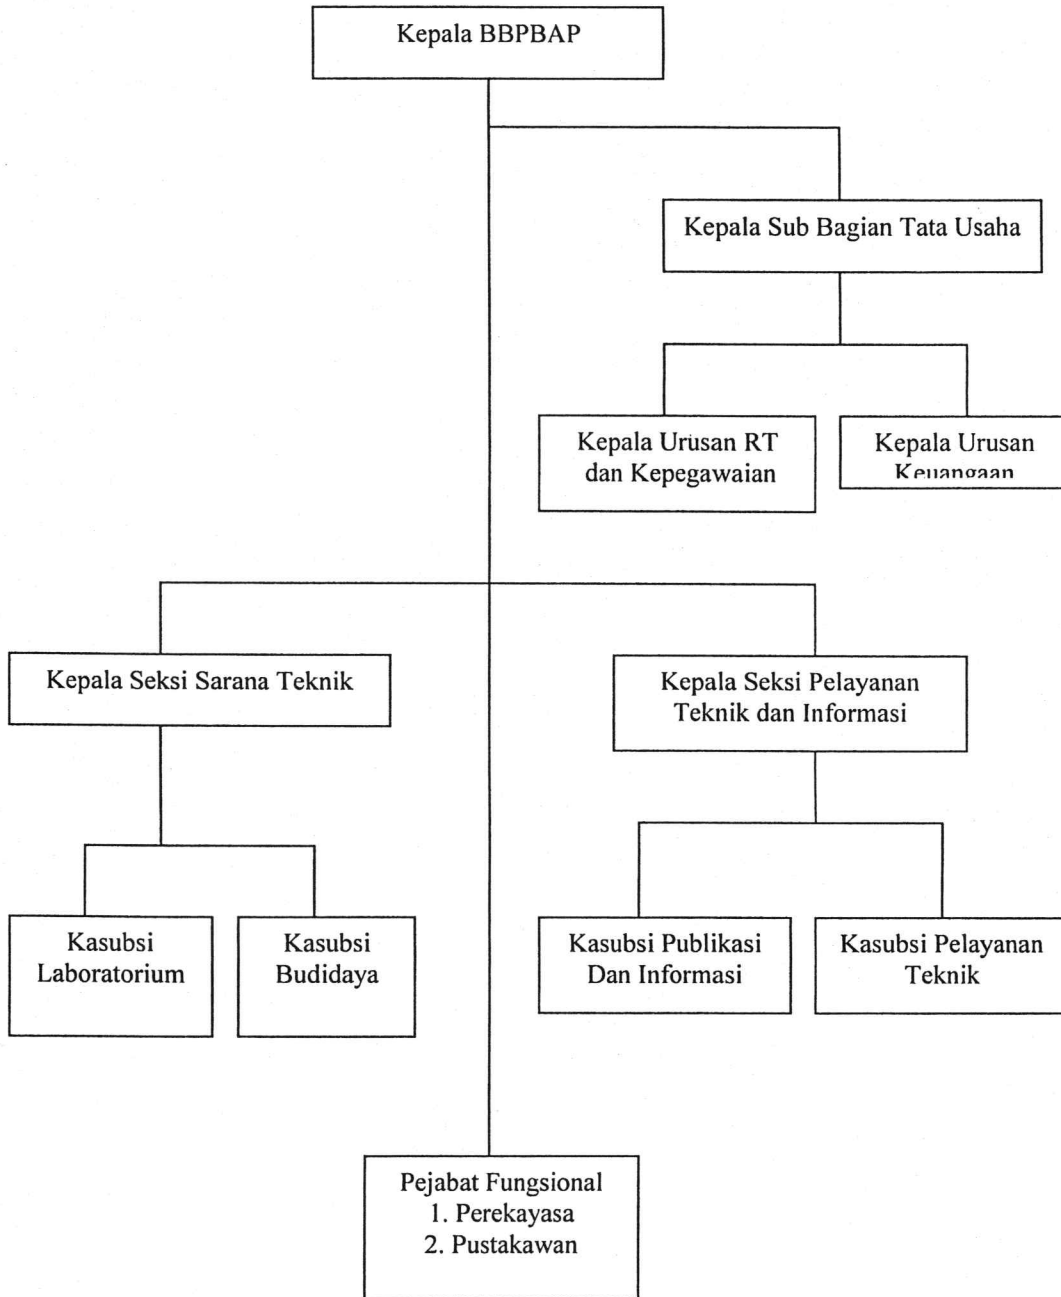 Kepala BBPBAP
Kepala Sub Bagian Tata Usaha
Kepala Urusan RT
dan Kepegawaian
Kepala Urusan
Keuangaan
Kepala Seksi Sarana Teknik
Kepala Seksi Pelayanan
Teknik dan Informasi
Kasubsi
Laboratorium
Kasubsi
Budidaya
Kasubsi Publikasi
Dan Informasi
Kasubsi Pelayanan
Teknik
Pejabat Fungsional
1. Perekayasa
2. Pustakawan